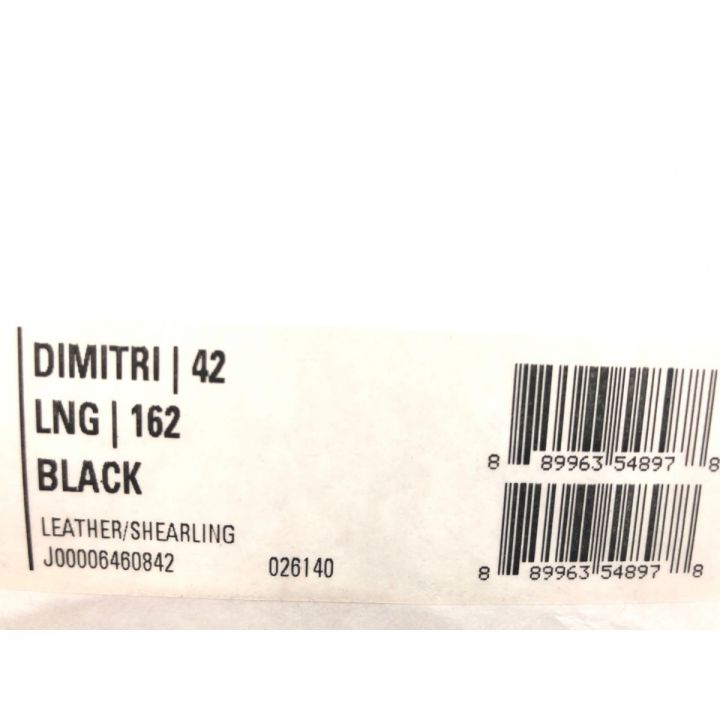 DIMITRI | 42
LNG | 162
BLACK
LEATHER/SHEARLING
J00006460842 026140
8 89963 54897 8
8 89963 54897 8